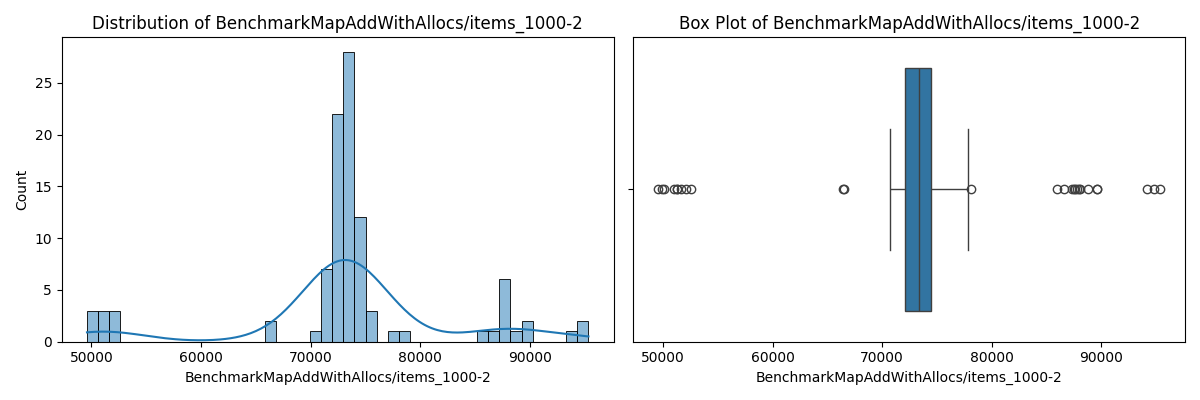 Distribution of BenchmarkMapAddWithAllocs/items_1000-2
Count
25
20
15
10
5
0
50000 60000 70000 80000 90000
BenchmarkMapAddWithAllocs/items_1000-2
Box Plot of BenchmarkMapAddWithAllocs/items_1000-2
50000 60000 70000 80000 90000
BenchmarkMapAddWithAllocs/items_1000-2